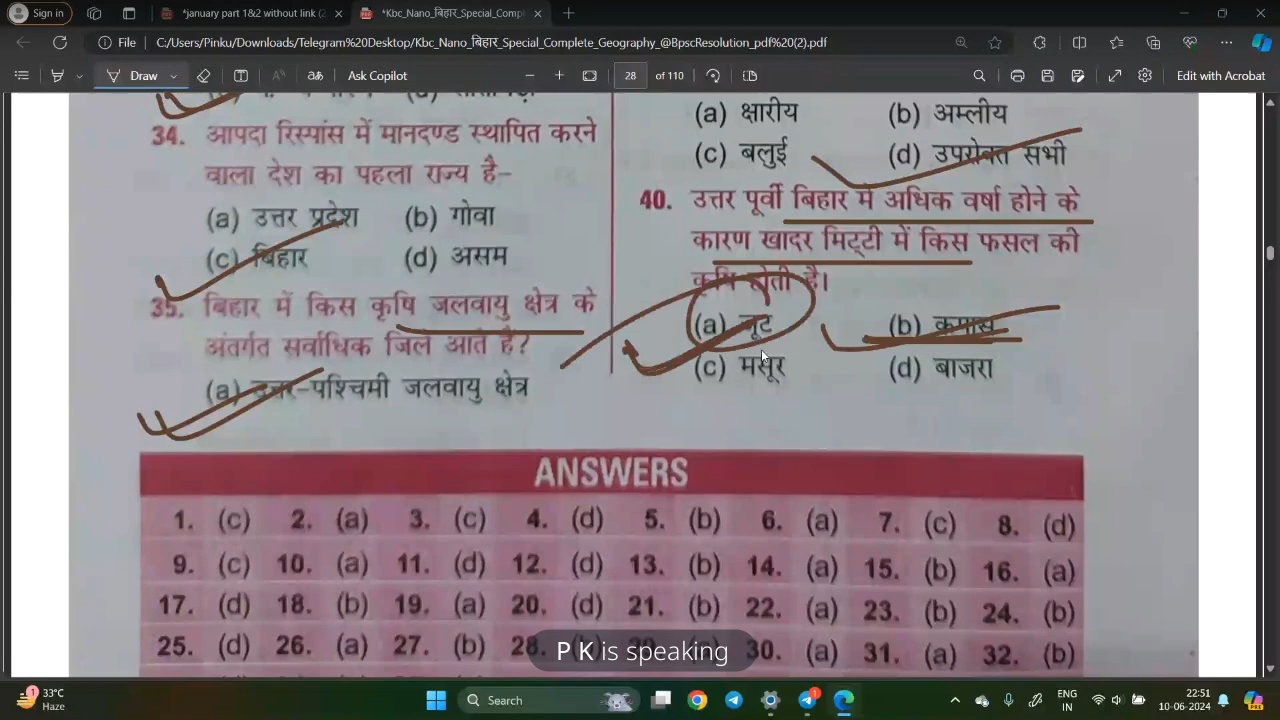 Sign in
*january part 1&2 without link (2
*Kbc_Nano_बिहार_Special_Compl
File
C:/Users/Pinku/Downloads/Telegram%20Desktop/Kbc_Nano_बिहार_Special_Complete_Geography_@BpscResolution_pdf%20(2).pdf
Draw
Ask Copilot
28 of 110
Edit with Acrobat
34. आपदा रिस्पांस में मानदण्ड स्थापित करने
वाला देश का पहला राज्य है-
(a) उत्तर प्रदेश (b) गोवा
(c) बिहार (d) असम
35. बिहार में किस कृषि जलवायु क्षेत्र के
अंतर्गत सर्वाधिक जिले आते है?
(a) उत्तर-पश्चिमी जलवायु क्षेत्र
(a) क्षारीय (b) अम्लीय
(c) बलुई (d) उपरोक्त सभी
40. उत्तर पूर्वी बिहार में अधिक वर्षा होने के
कारण खादर मिट्टी में किस फसल की
कृषि होती है।
(a) जूट (b) कपास
(c) मसूर (d) बाजरा
ANSWERS
1. (c) 2. (a) 3. (c) 4. (d) 5. (b) 6. (a) 7. (c) 8. (d)
9. (c) 10. (a) 11. (d) 12. (d) 13. (b) 14. (a) 15. (b) 16. (a)
17. (d) 18. (b) 19. (a) 20. (d) 21. (b) 22. (a) 23. (b) 24. (b)
25. (d) 26. (a) 27. (b) 28. 30. (a) 31. (a) 32. (b)
P K is speaking
33°C
Haze
Search
ENG
IN
22:51
10-06-2024